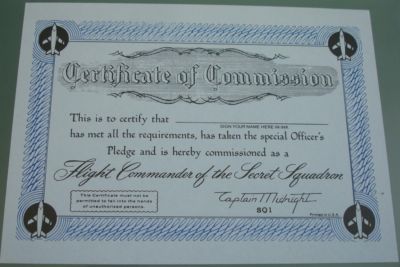 Certificate of Commission
This is to certify that
SIGN YOUR NAME HERE IN INK
has met all the requirements, has taken the special Officer's
Pledge and is hereby commissioned as a
Flight Commander of the Secret Squadron
This Certificate must not be
permitted to fall into the hands
of unauthorized persons.
Captain Midnight
SQ1
Printed in U.S.A.